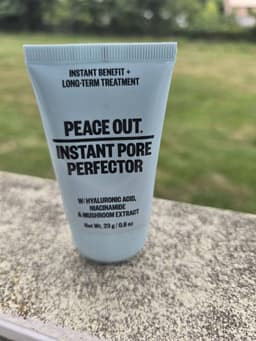 INSTANT BENEFIT +
LONG-TERM TREATMENT
PEACE OUT.
INSTANT PORE
PERFECTOR
W/ HYALURONIC ACID,
NIACINAMIDE
& MUSHROOM EXTRACT
Net Wt. 23 g / 0.8 oz